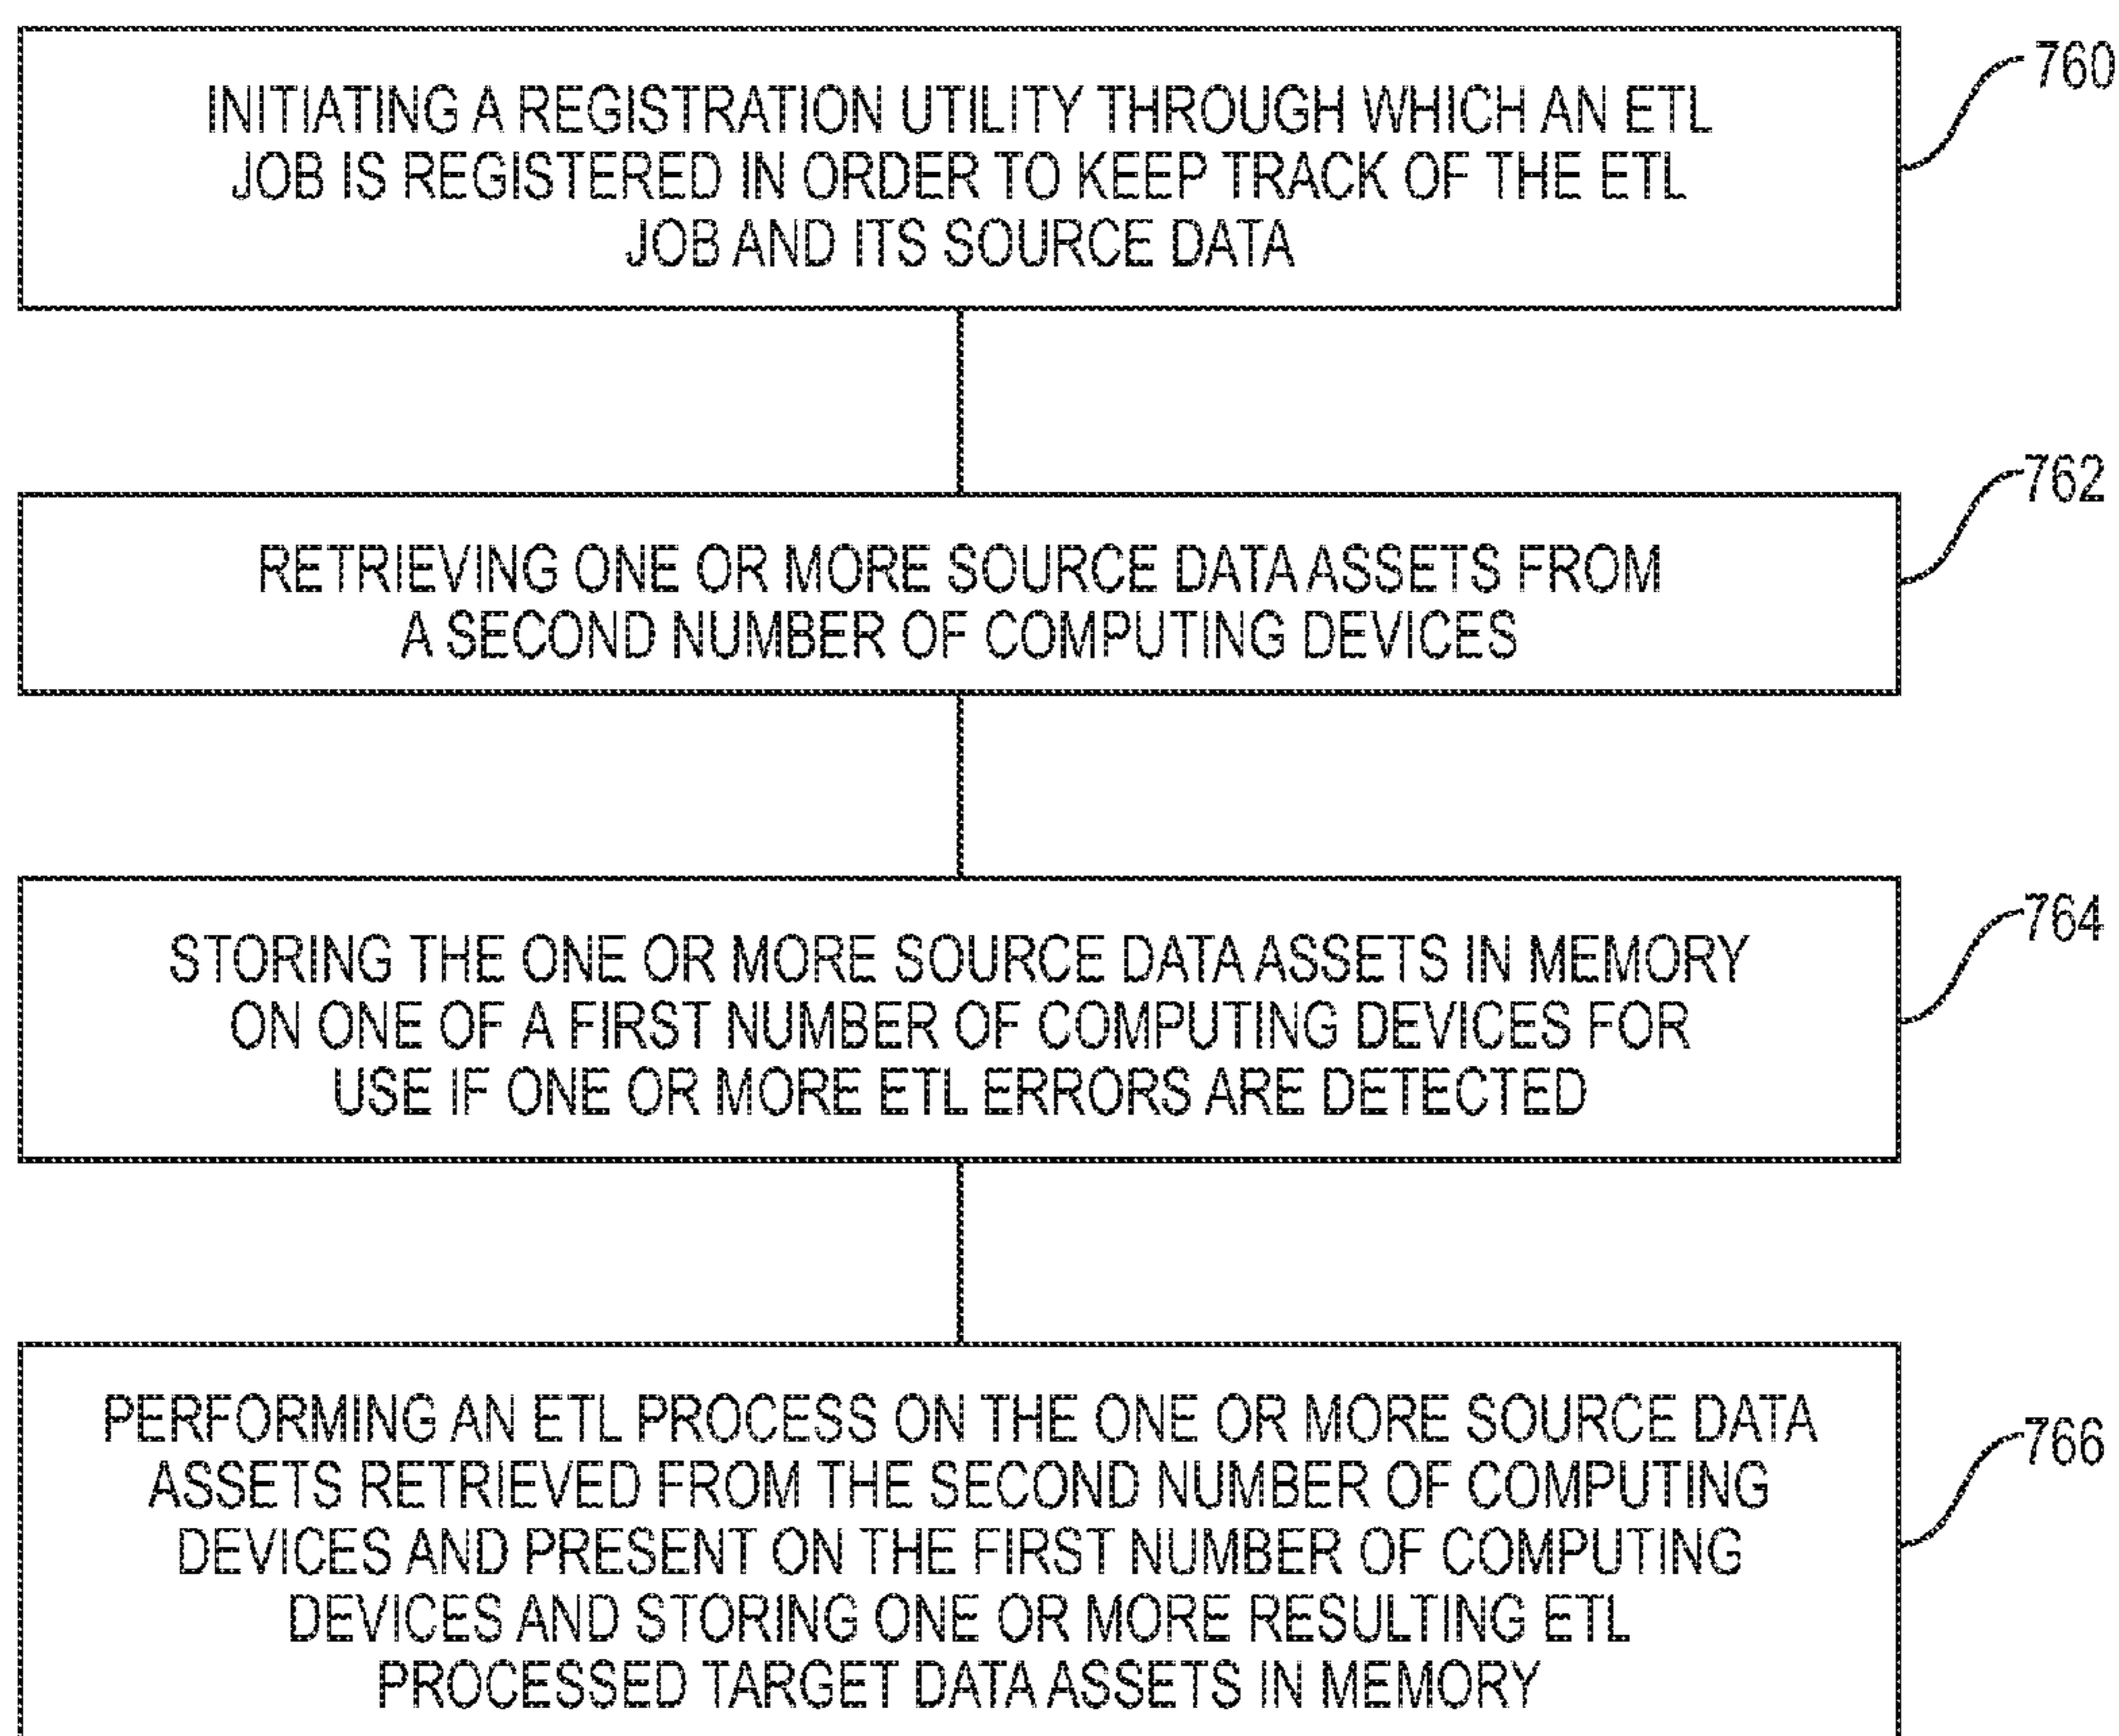 INITIATING A REGISTRATION UTILITY THROUGH WHICH AN ETL
JOB IS REGISTERED IN ORDER TO KEEP TRACK OF THE ETL
JOB AND ITS SOURCE DATA
760
RETRIEVING ONE OR MORE SOURCE DATA ASSETS FROM
A SECOND NUMBER OF COMPUTING DEVICES
762
STORING THE ONE OR MORE SOURCE DATA ASSETS IN MEMORY
ON ONE OF A FIRST NUMBER OF COMPUTING DEVICES FOR
USE IF ONE OR MORE ETL ERRORS ARE DETECTED
764
PERFORMING AN ETL PROCESS ON THE ONE OR MORE SOURCE DATA
ASSETS RETRIEVED FROM THE SECOND NUMBER OF COMPUTING
DEVICES AND PRESENT ON THE FIRST NUMBER OF COMPUTING
DEVICES AND STORING ONE OR MORE RESULTING ETL
PROCESSED TARGET DATA ASSETS IN MEMORY
766